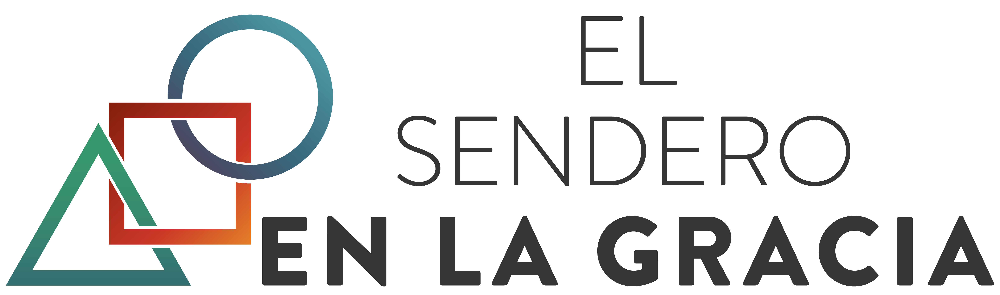 EL
SENDERO
EN LA GRACIA